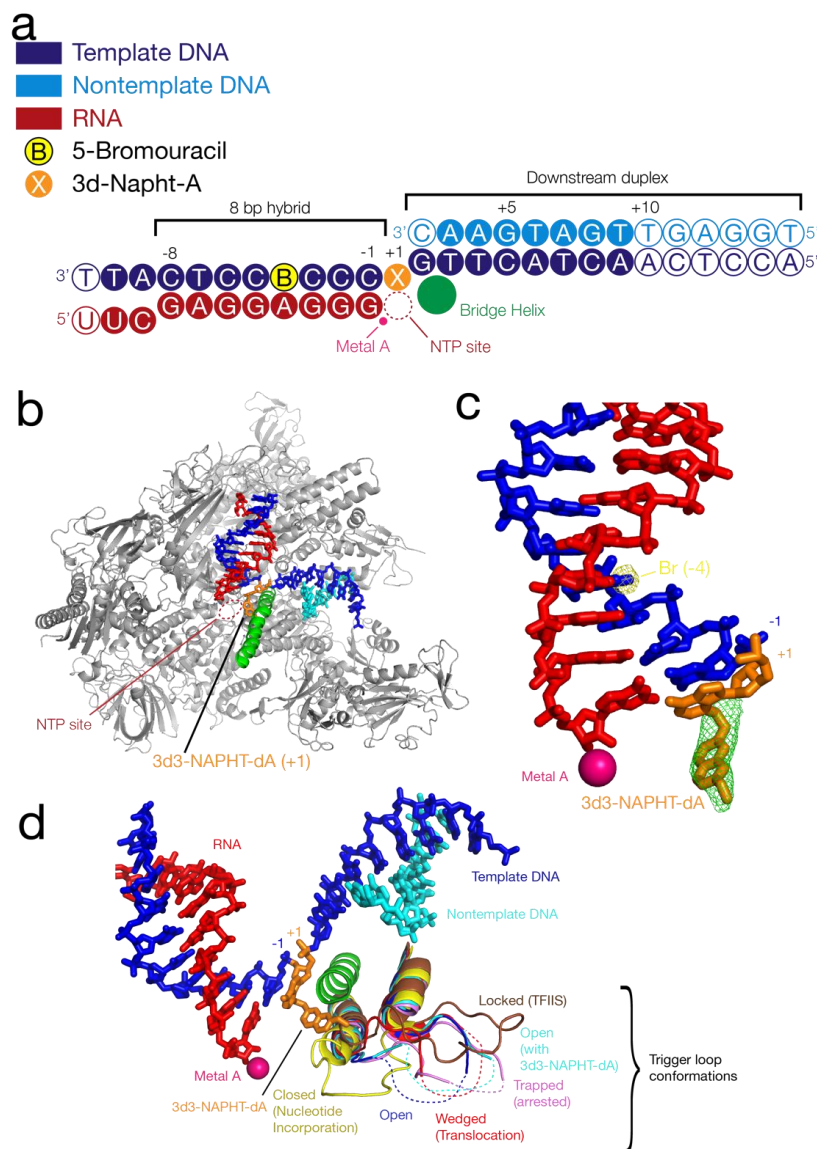 a
Template DNA
Nontemplate DNA
RNA
B 5-Bromouracil
X 3d-Napht-A
Downstream duplex
8 bp hybrid
+5 +10
3' CAAGTAGTTGAGGT 5'
-8 -1 +1
3' TTACTCCBCCCXGTTCATCAACTCCA 5'
5' UUCGAGGAGGG
Bridge Helix
Metal A NTP site
b
NTP site
3d3-NAPHT-dA (+1)
c
Br (-4)
-1
+1
Metal A
3d3-NAPHT-dA
d
RNA
Template DNA
Nontemplate DNA
-1 +1
Locked (TFIIS)
Open
(with
3d3-NAPHT-dA)
Trapped
(arrested)
Metal A
3d3-NAPHT-dA
Closed
(Nucleotide
Incorporation)
Open
Wedged
(Translocation)
Trigger loop
conformations